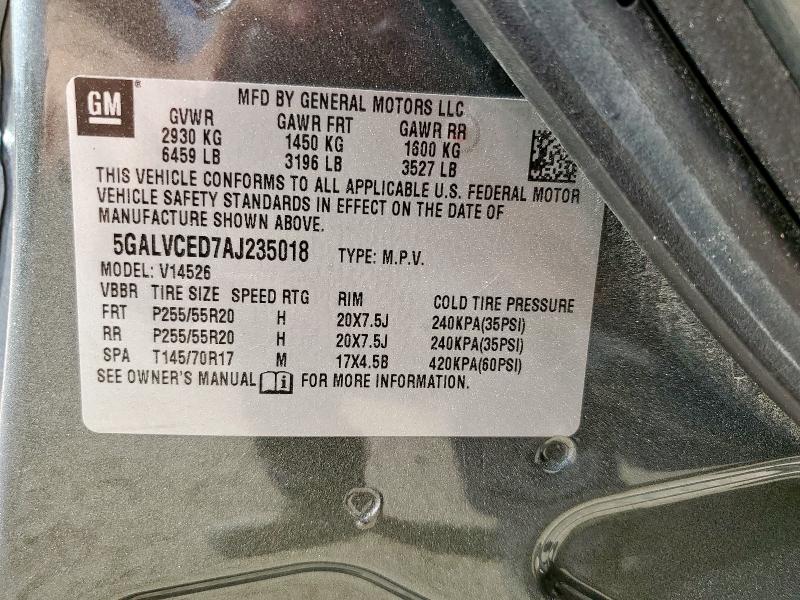 GM ®
MFD BY GENERAL MOTORS LLC
GVWR GAWR FRT GAWR RR
2930 KG 1450 KG 1600 KG
6459 LB 3196 LB 3527 LB
THIS VEHICLE CONFORMS TO ALL APPLICABLE U.S. FEDERAL MOTOR
VEHICLE SAFETY STANDARDS IN EFFECT ON THE DATE OF
MANUFACTURE SHOWN ABOVE.
5GALVCED7AJ235018 TYPE: M.P.V.
MODEL: V14526
VBBR TIRE SIZE SPEED RTG RIM COLD TIRE PRESSURE
FRT P255/55R20 H 20X7.5J 240KPA(35PSI)
RR P255/55R20 H 20X7.5J 240KPA(35PSI)
SPA T145/70R17 M 17X4.5B 420KPA(60PSI)
SEE OWNER'S MANUAL i FOR MORE INFORMATION.